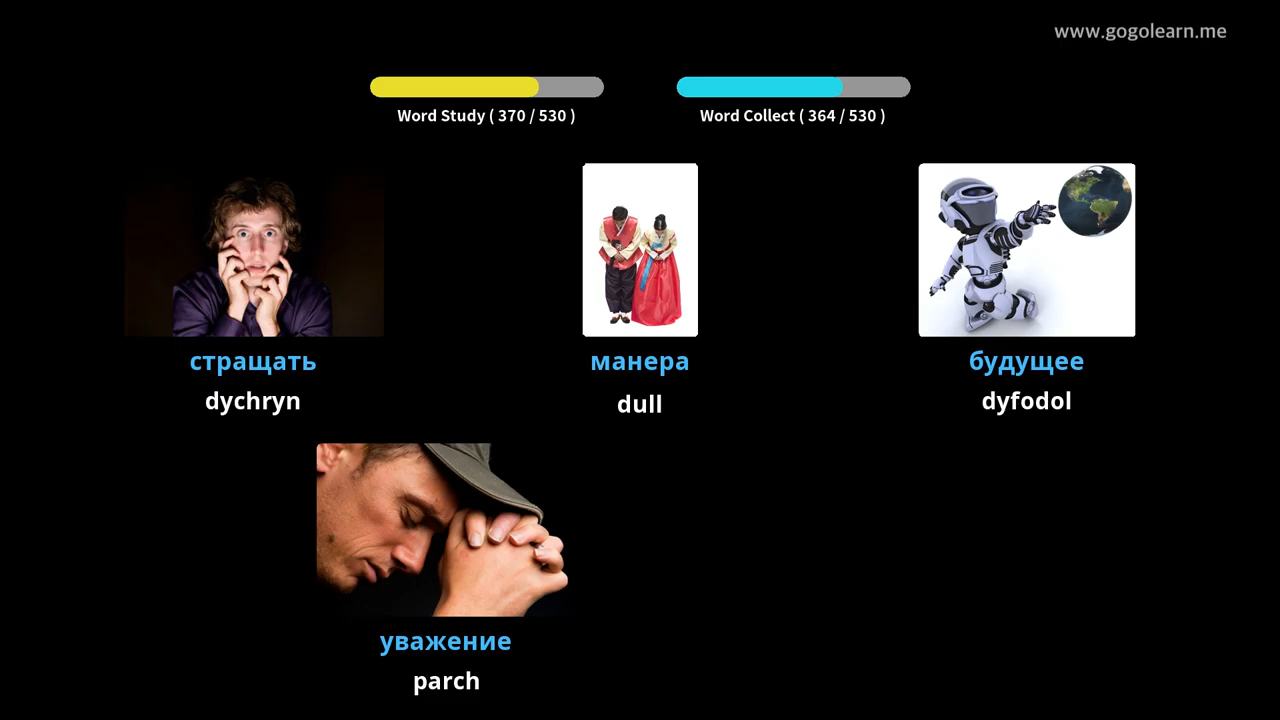 www.gogolearn.me
Word Study ( 370 / 530 )
Word Collect ( 364 / 530 )
стращать
dychryn
манера
dull
будущее
dyfodol
уважение
parch